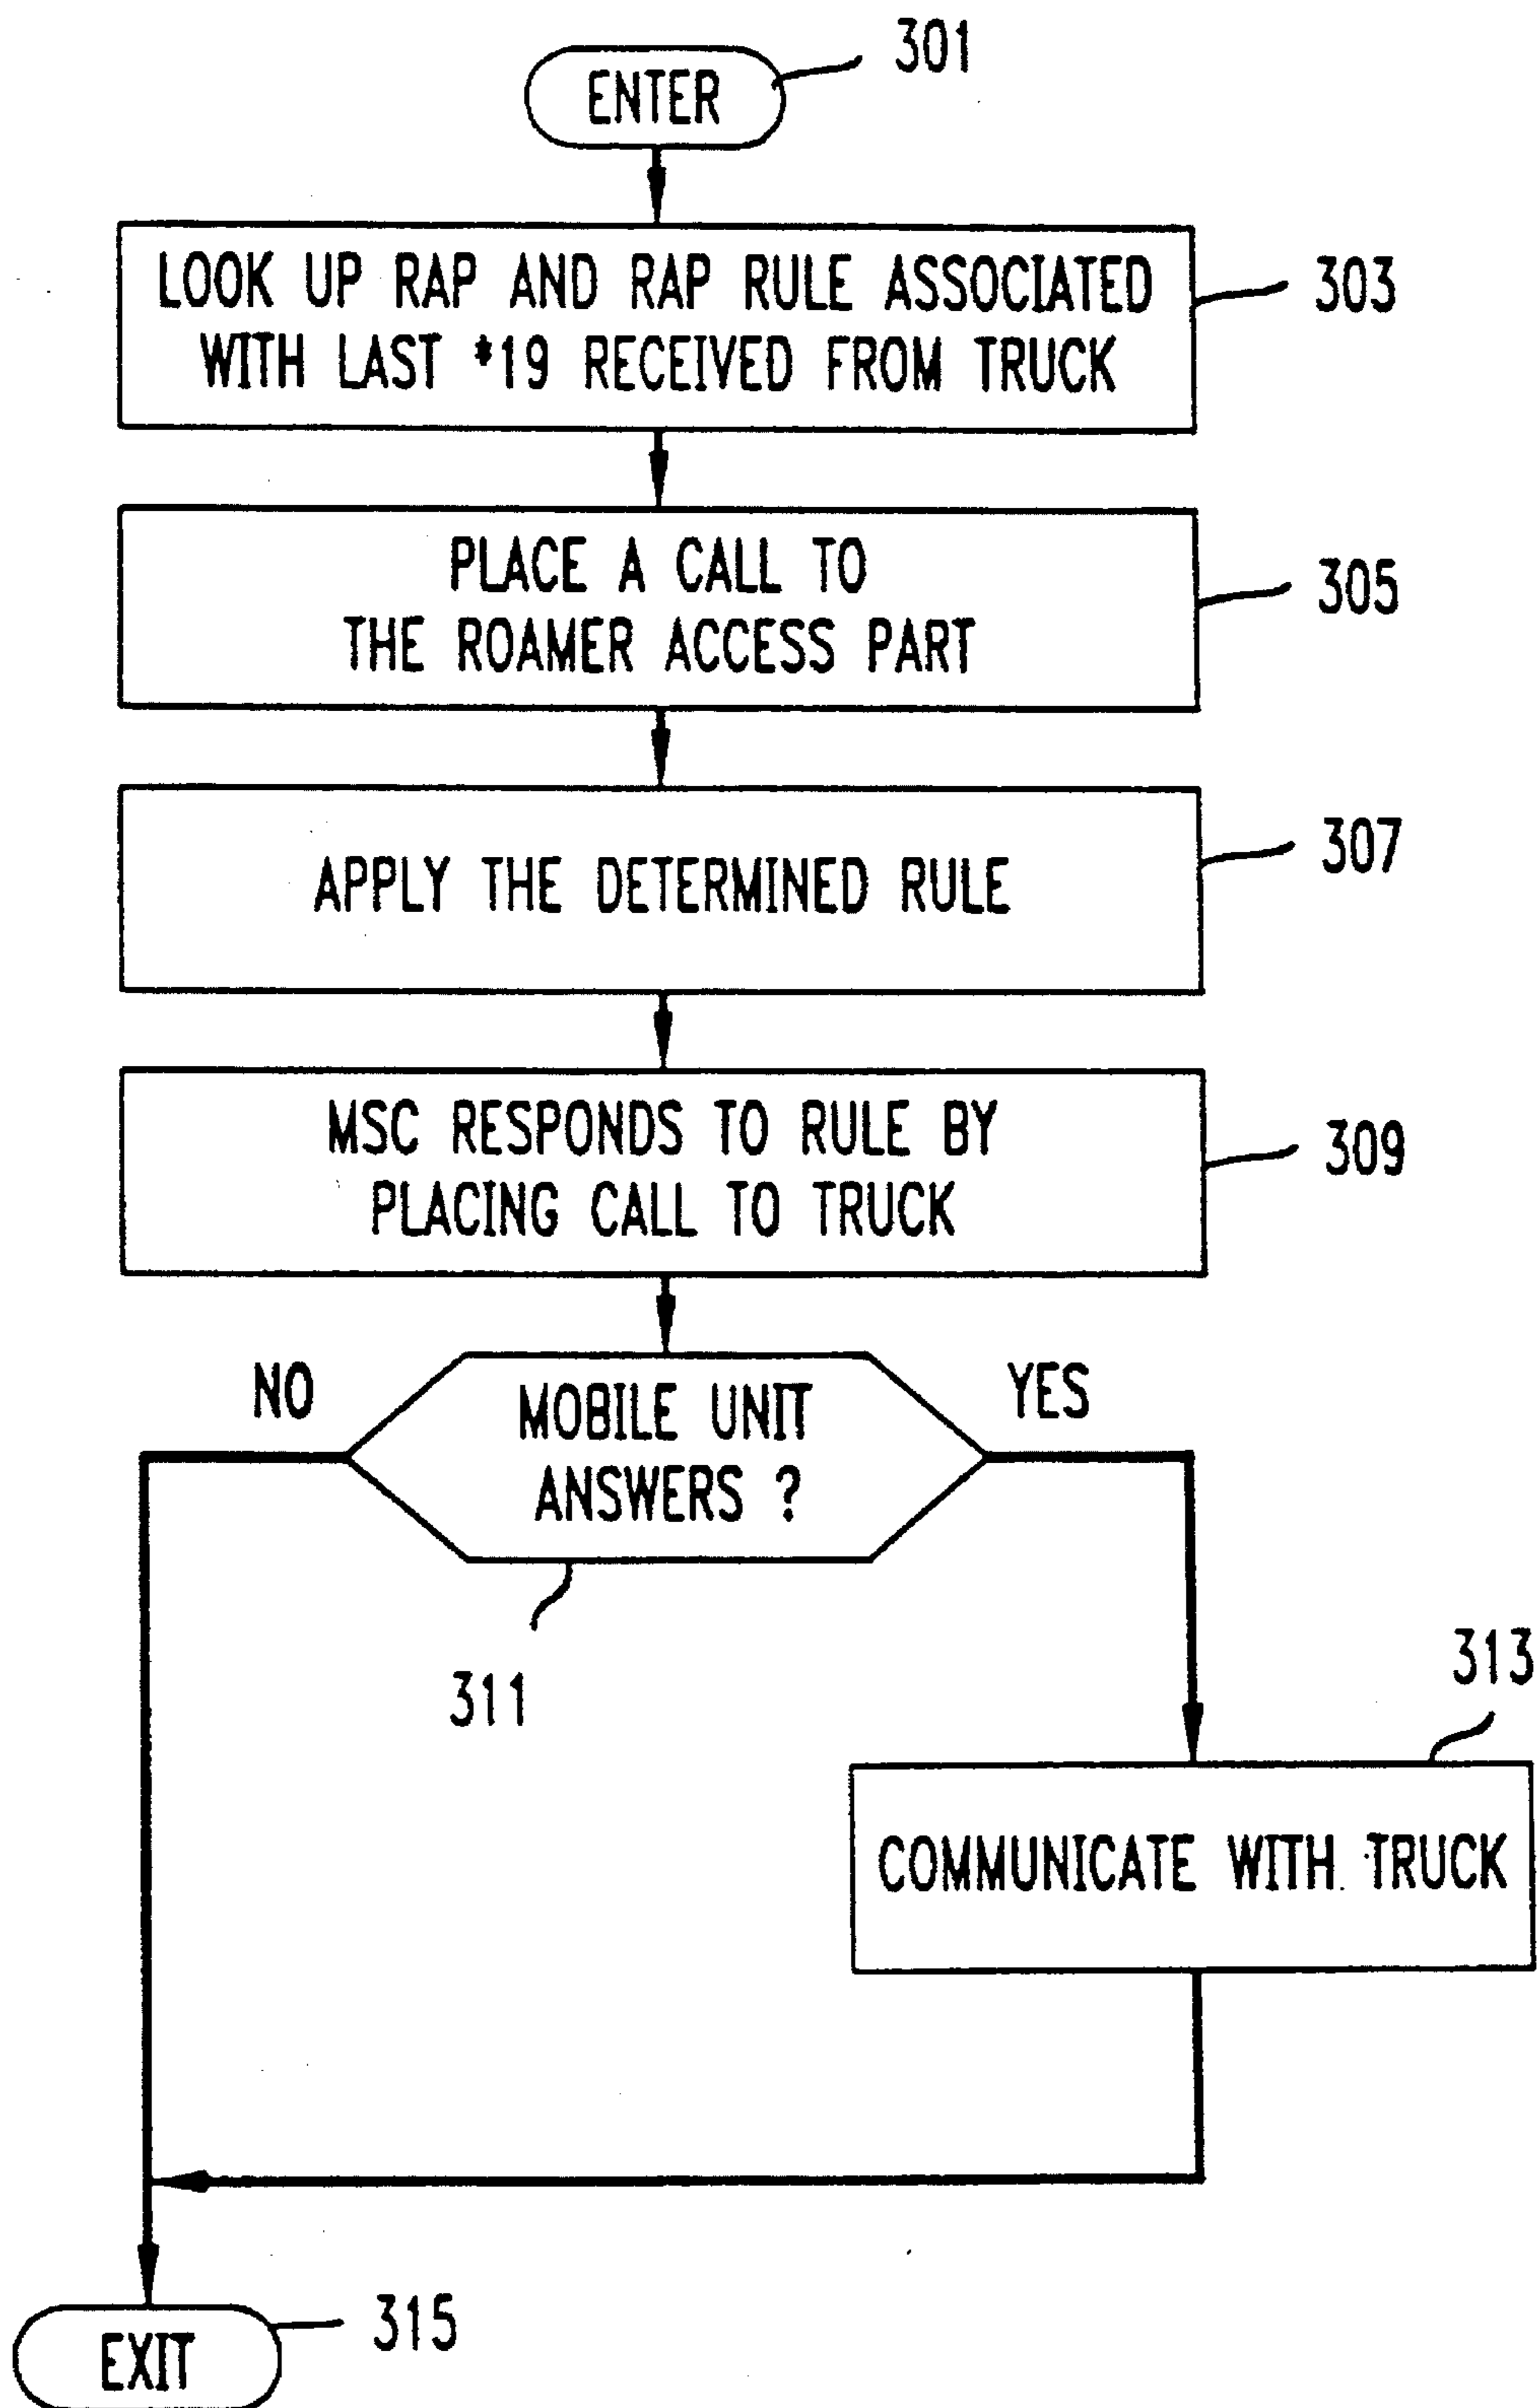 ENTER
301
LOOK UP RAP AND RAP RULE ASSOCIATED
WITH LAST *19 RECEIVED FROM TRUCK
303
PLACE A CALL TO
THE ROAMER ACCESS PART
305
APPLY THE DETERMINED RULE
307
MSC RESPONDS TO RULE BY
PLACING CALL TO TRUCK
309
NO
MOBILE UNIT
ANSWERS ?
YES
311
313
COMMUNICATE WITH TRUCK
EXIT
315